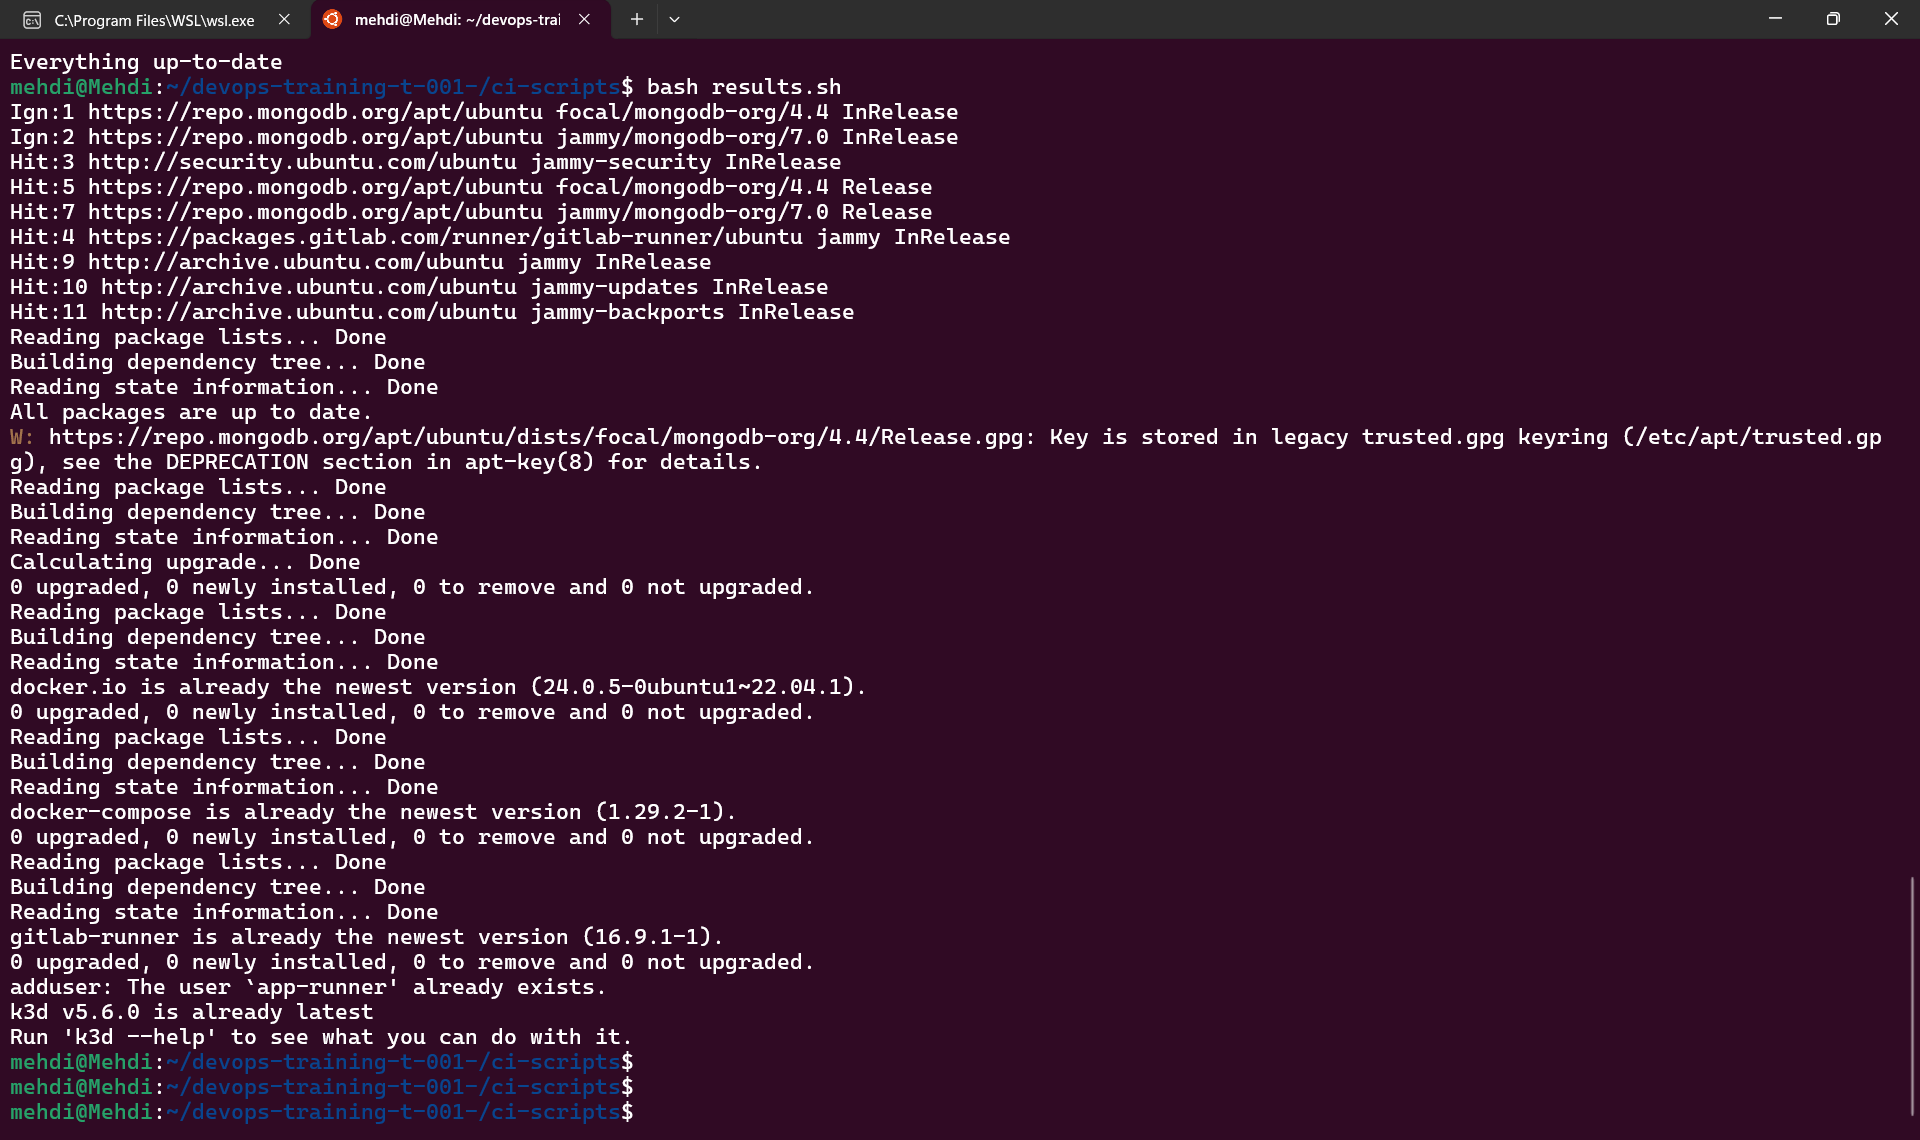 C:\Program Files\WSL\wsl.exe
mehdi@Mehdi: ~/devops-trai
Everything up-to-date
mehdi@Mehdi:~/devops-training-t-001-/ci-scripts$ bash results.sh
Ign:1 https://repo.mongodb.org/apt/ubuntu focal/mongodb-org/4.4 InRelease
Ign:2 https://repo.mongodb.org/apt/ubuntu jammy/mongodb-org/7.0 InRelease
Hit:3 http://security.ubuntu.com/ubuntu jammy-security InRelease
Hit:5 https://repo.mongodb.org/apt/ubuntu focal/mongodb-org/4.4 Release
Hit:7 https://repo.mongodb.org/apt/ubuntu jammy/mongodb-org/7.0 Release
Hit:4 https://packages.gitlab.com/runner/gitlab-runner/ubuntu jammy InRelease
Hit:9 http://archive.ubuntu.com/ubuntu jammy InRelease
Hit:10 http://archive.ubuntu.com/ubuntu jammy-updates InRelease
Hit:11 http://archive.ubuntu.com/ubuntu jammy-backports InRelease
Reading package lists... Done
Building dependency tree... Done
Reading state information... Done
All packages are up to date.
W: https://repo.mongodb.org/apt/ubuntu/dists/focal/mongodb-org/4.4/Release.gpg: Key is stored in legacy trusted.gpg keyring (/etc/apt/trusted.gp
g), see the DEPRECATION section in apt-key(8) for details.
Reading package lists... Done
Building dependency tree... Done
Reading state information... Done
Calculating upgrade... Done
0 upgraded, 0 newly installed, 0 to remove and 0 not upgraded.
Reading package lists... Done
Building dependency tree... Done
Reading state information... Done
docker.io is already the newest version (24.0.5-0ubuntu1~22.04.1).
0 upgraded, 0 newly installed, 0 to remove and 0 not upgraded.
Reading package lists... Done
Building dependency tree... Done
Reading state information... Done
docker-compose is already the newest version (1.29.2-1).
0 upgraded, 0 newly installed, 0 to remove and 0 not upgraded.
Reading package lists... Done
Building dependency tree... Done
Reading state information... Done
gitlab-runner is already the newest version (16.9.1-1).
0 upgraded, 0 newly installed, 0 to remove and 0 not upgraded.
adduser: The user `app-runner' already exists.
k3d v5.6.0 is already latest
Run 'k3d --help' to see what you can do with it.
mehdi@Mehdi:~/devops-training-t-001-/ci-scripts$
mehdi@Mehdi:~/devops-training-t-001-/ci-scripts$
mehdi@Mehdi:~/devops-training-t-001-/ci-scripts$